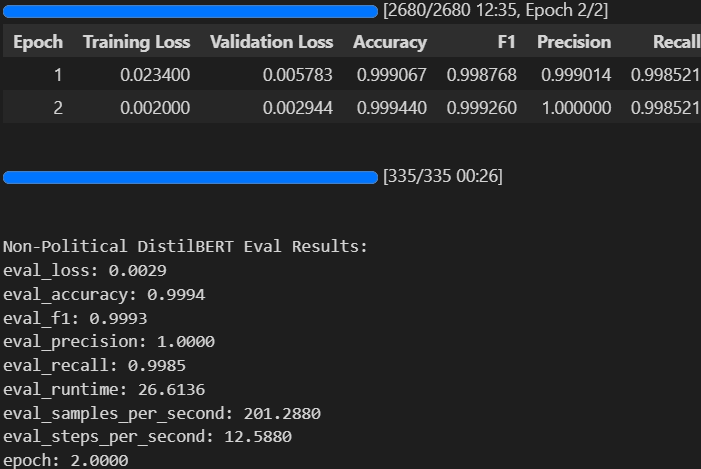 [2680/2680 12:35, Epoch 2/2]
Epoch Training Loss Validation Loss Accuracy F1 Precision Recall
1 0.023400 0.005783 0.999067 0.998768 0.999014 0.998521
2 0.002000 0.002944 0.999440 0.999260 1.000000 0.998521
[335/335 00:26]
Non-Political DistilBERT Eval Results:
eval_loss: 0.0029
eval_accuracy: 0.9994
eval_f1: 0.9993
eval_precision: 1.0000
eval_recall: 0.9985
eval_runtime: 26.6136
eval_samples_per_second: 201.2880
eval_steps_per_second: 12.5880
epoch: 2.0000